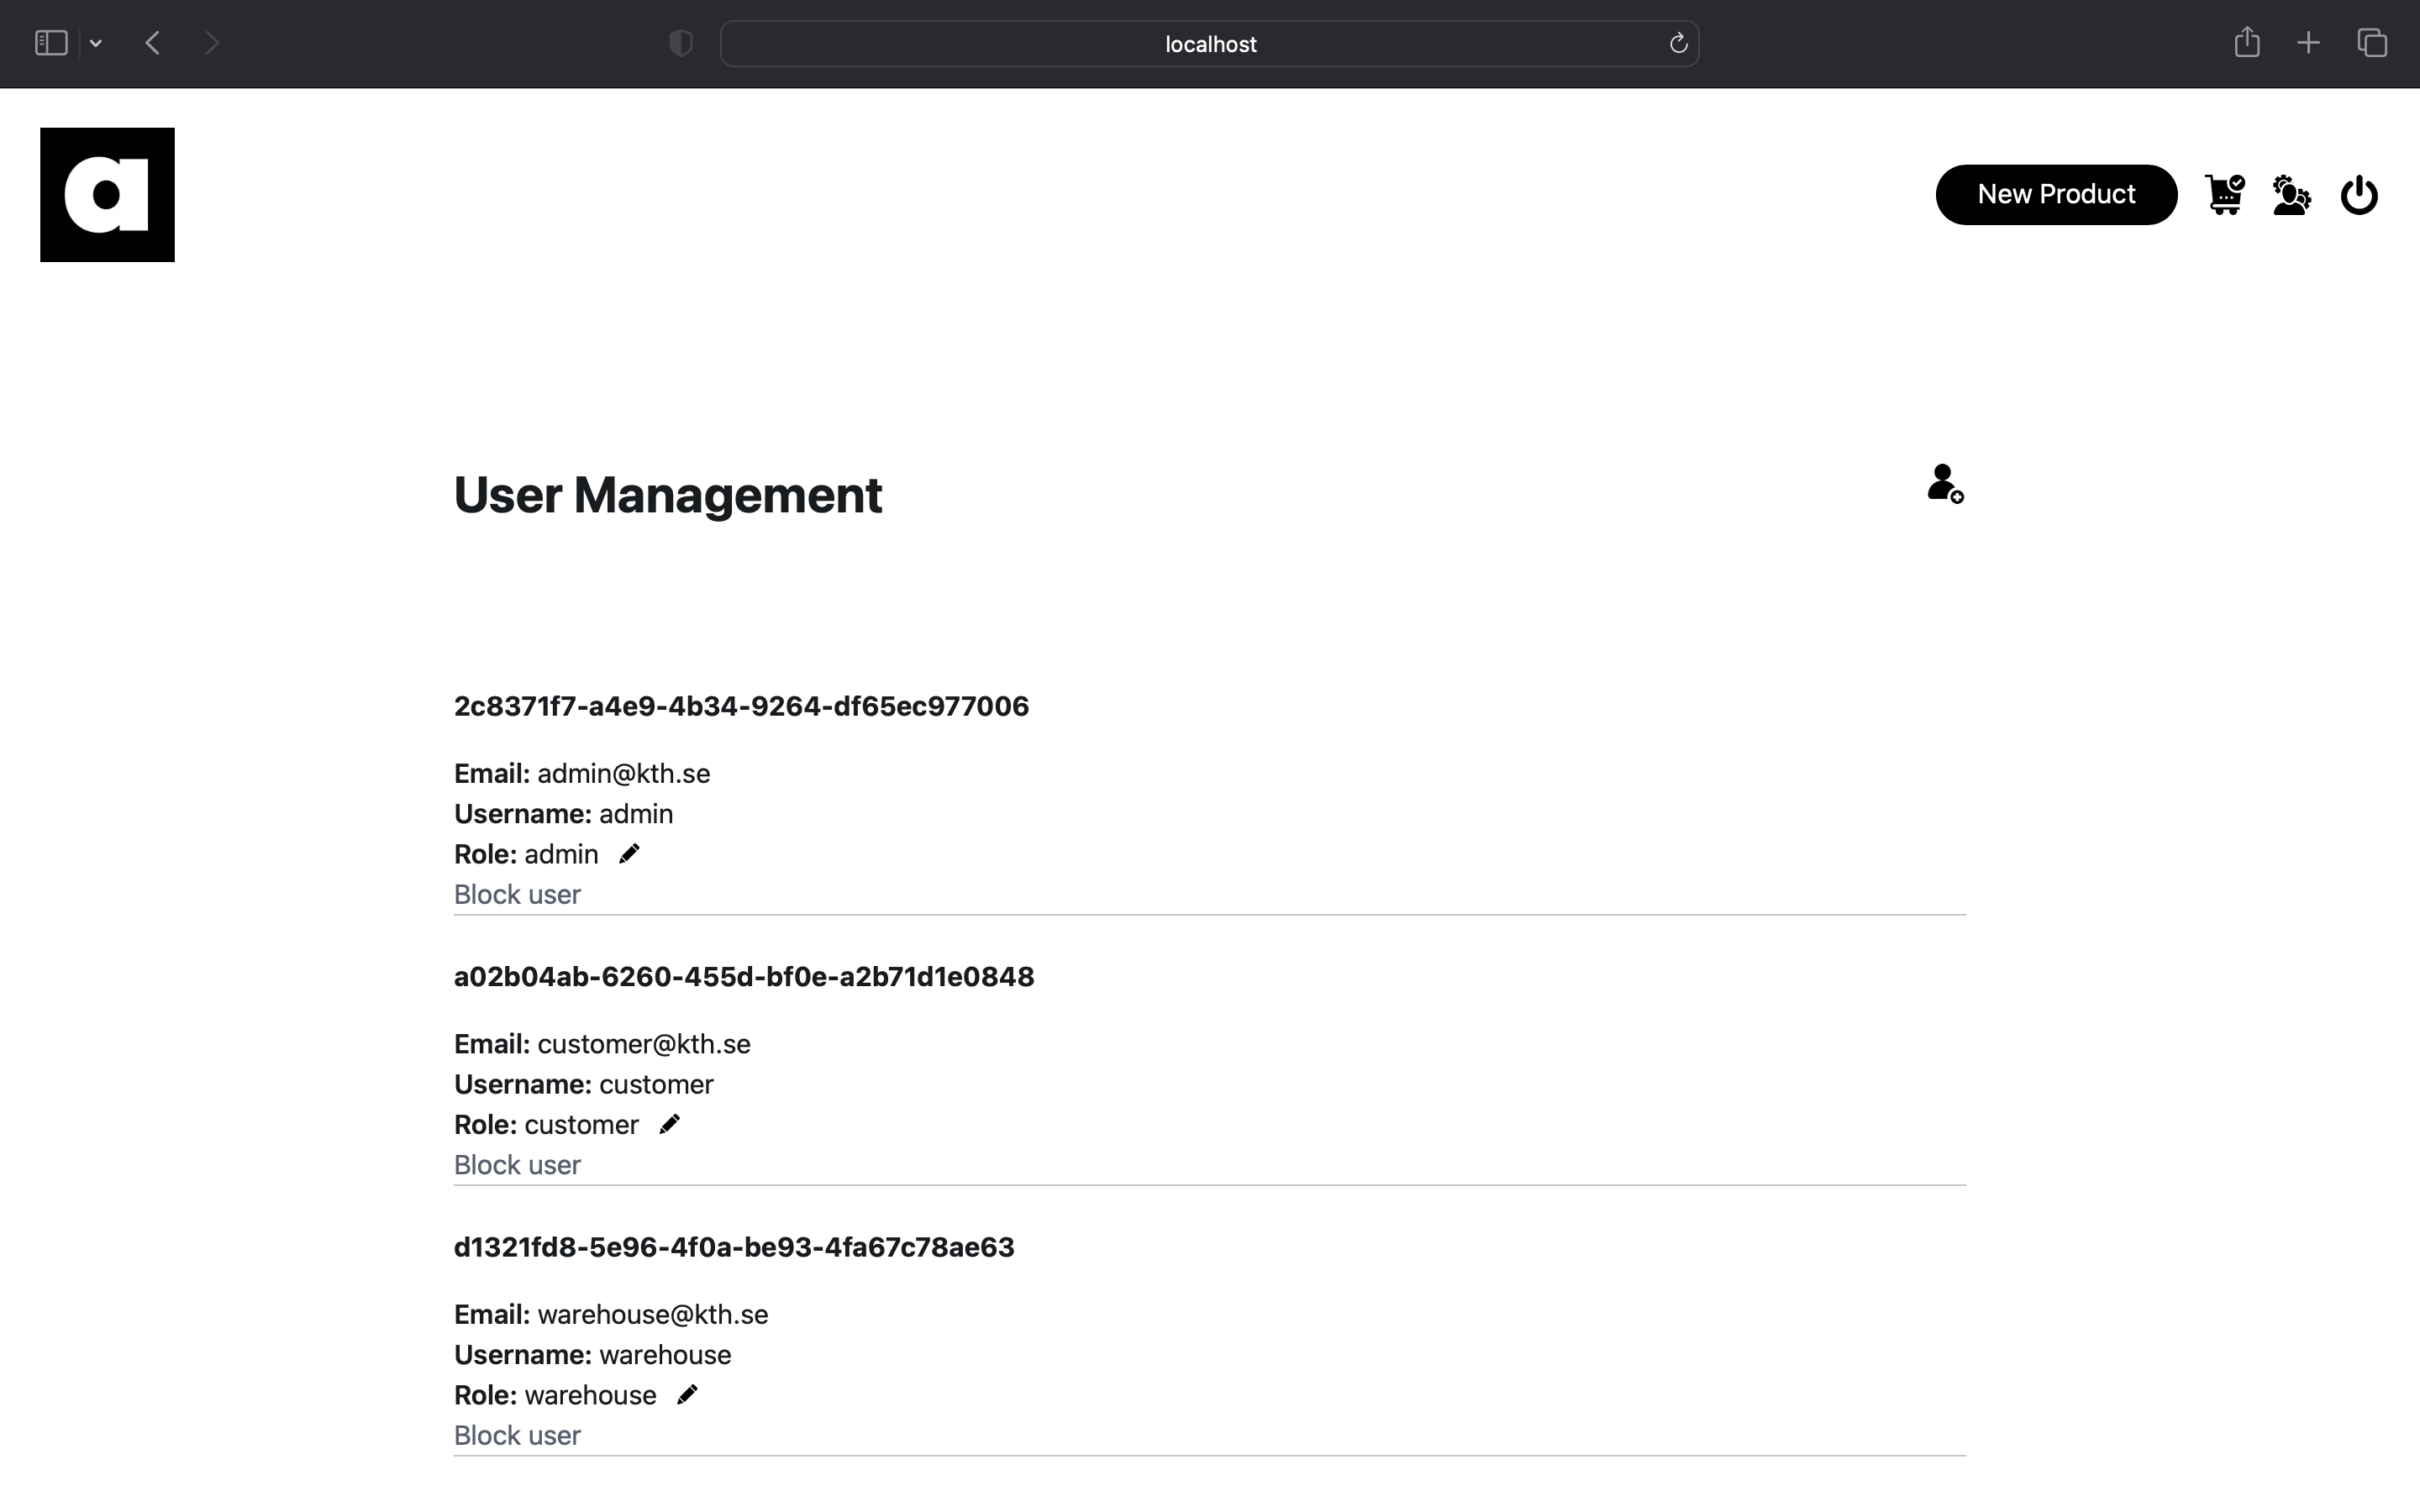 localhost
a
New Product
User Management
2c8371f7-a4e9-4b34-9264-df65ec977006
Email: admin@kth.se
Username: admin
Role: admin
Block user
a02b04ab-6260-455d-bf0e-a2b71d1e0848
Email: customer@kth.se
Username: customer
Role: customer
Block user
d1321fd8-5e96-4f0a-be93-4fa67c78ae63
Email: warehouse@kth.se
Username: warehouse
Role: warehouse
Block user